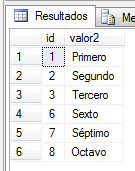 Resultados Me
id valor2
1 1 Primero
2 2 Segundo
3 3 Tercero
4 6 Sexto
5 7 Séptimo
6 8 Octavo